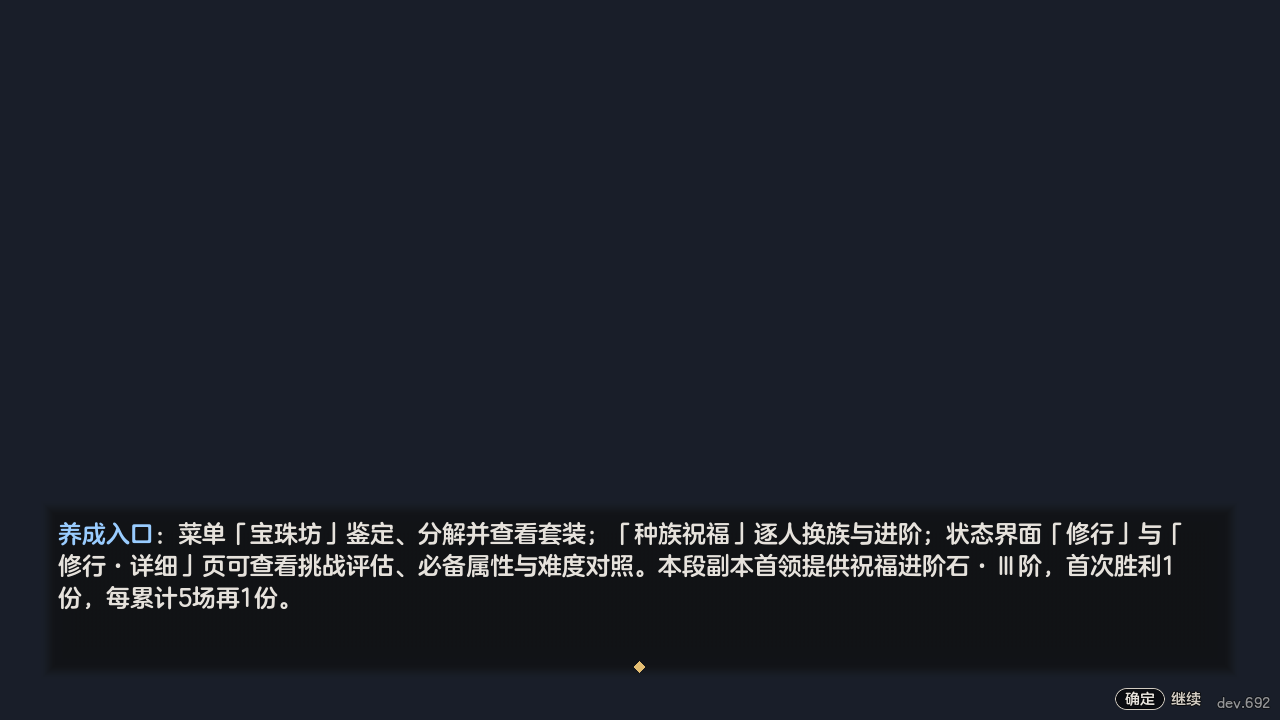 养成入口：菜单「宝珠坊」鉴定、分解并查看套装；「种族祝福」逐人换族与进阶；状态界面「修行」与「
修行·详细」页可查看挑战评估、必备属性与难度对照。本段副本首领提供祝福进阶石·Ⅲ阶，首次胜利1
份，每累计5场再1份。
确定 继续 dev.692